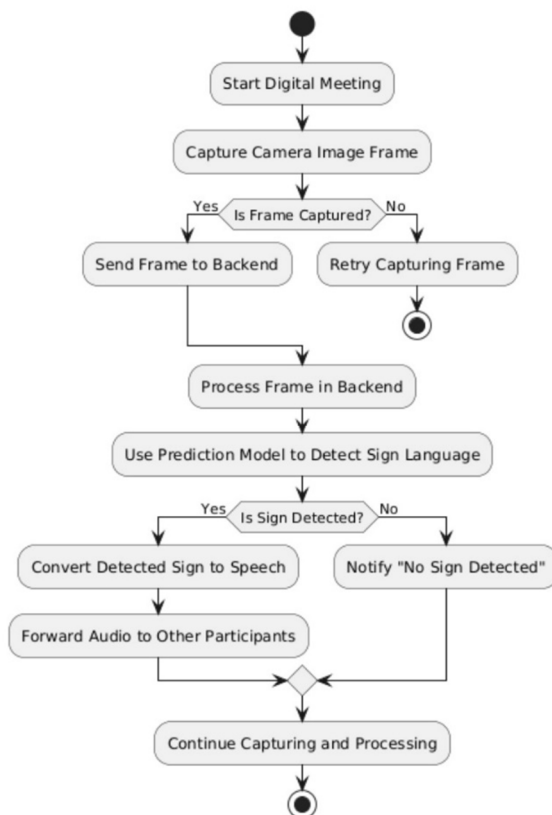 Start Digital Meeting
Capture Camera Image Frame
Yes
Is Frame Captured?
No
Send Frame to Backend
Retry Capturing Frame
Process Frame in Backend
Use Prediction Model to Detect Sign Language
Yes
Is Sign Detected?
No
Convert Detected Sign to Speech
Notify "No Sign Detected"
Forward Audio to Other Participants
Continue Capturing and Processing